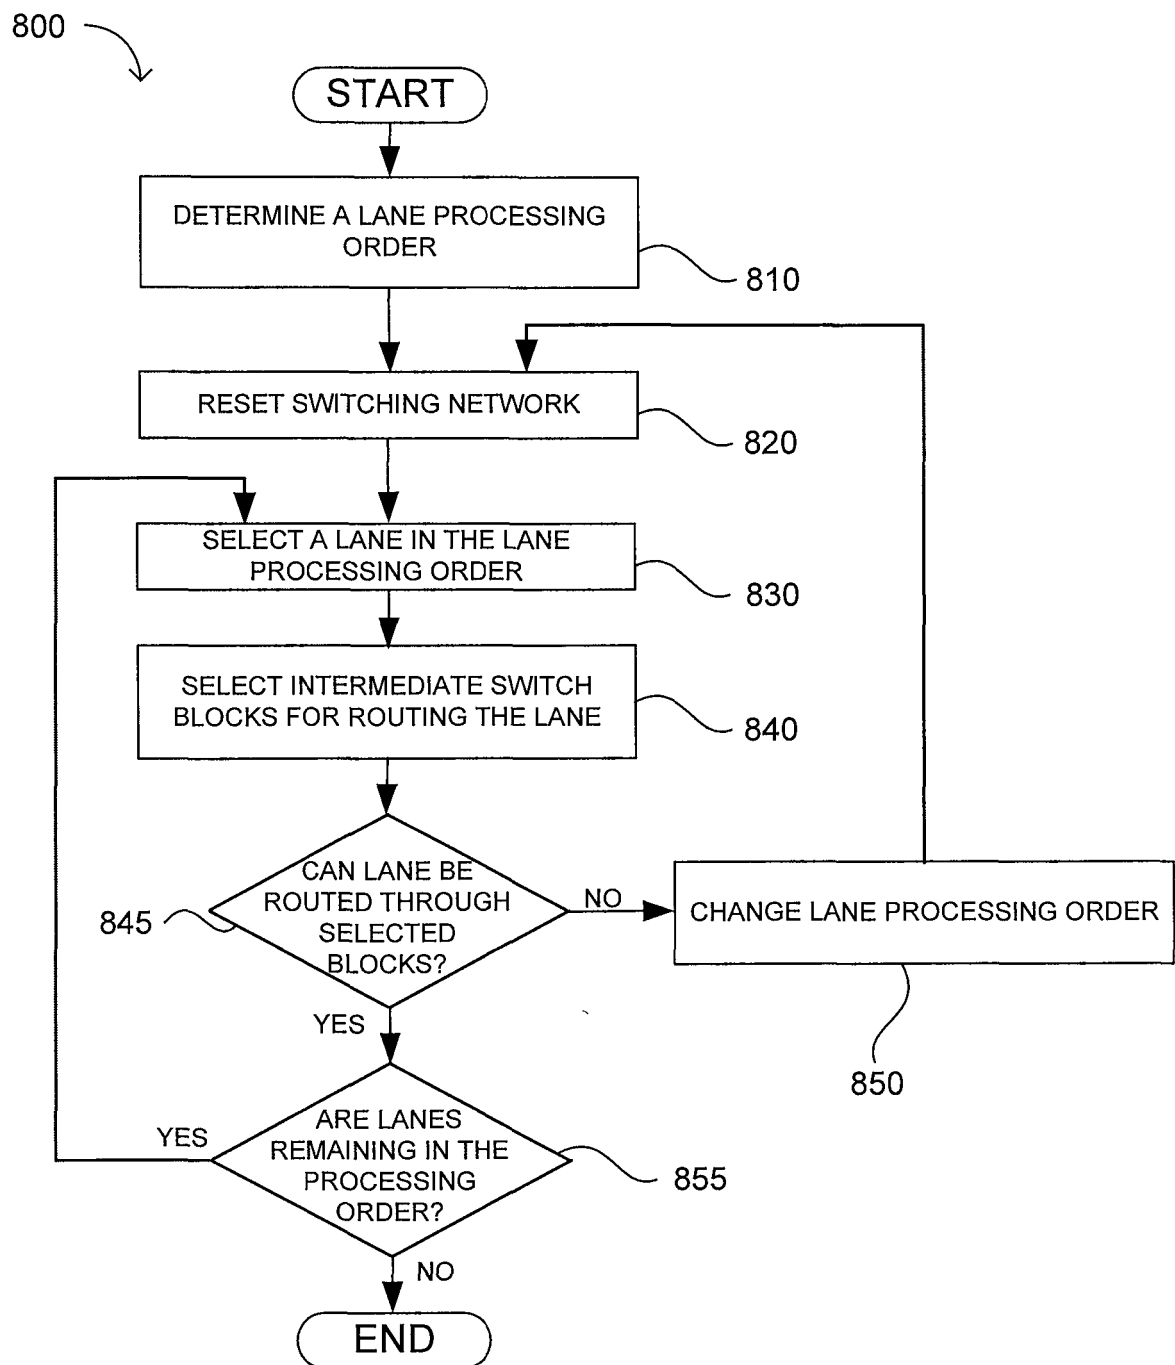 800
START
DETERMINE A LANE PROCESSING
ORDER
810
RESET SWITCHING NETWORK
820
SELECT A LANE IN THE LANE
PROCESSING ORDER
830
SELECT INTERMEDIATE SWITCH
BLOCKS FOR ROUTING THE LANE
840
CAN LANE BE
ROUTED THROUGH
SELECTED
BLOCKS?
845
NO
CHANGE LANE PROCESSING ORDER
850
YES
ARE LANES
REMAINING IN THE
PROCESSING
ORDER?
YES
855
NO
END